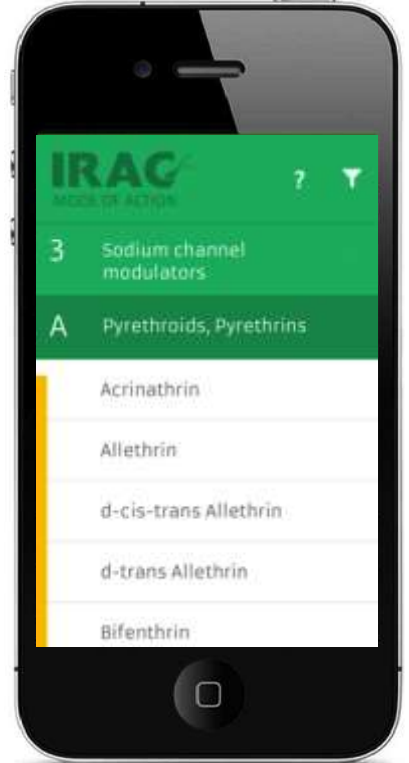 IRAC
MODE OF ACTION
?
3 Sodium channel
modulators
A Pyrethroids, Pyrethrins
Acrinathrin
Allethrin
d-cis-trans Allethrin
d-trans Allethrin
Bifenthrin